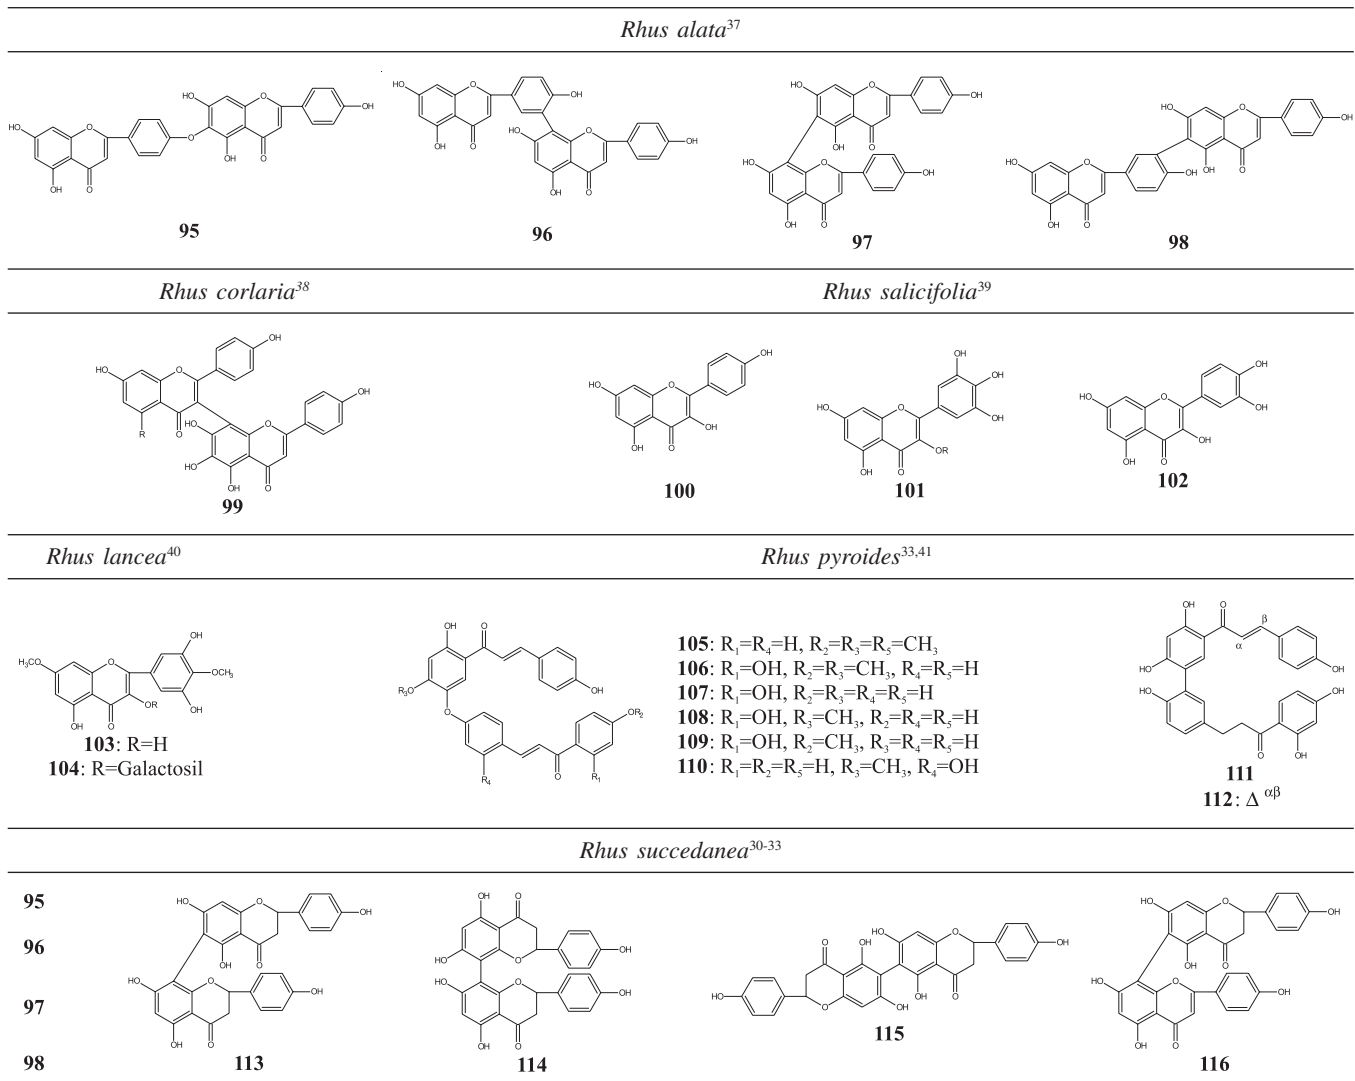 Rhus alata37
95
96
97
98
Rhus corlaria38
Rhus salicifolia39
99
100
101
102
Rhus lancea40
Rhus pyroides33,41
103: R=H
104: R=Galactosil
105: R1=R4=H, R2=R3=R5=CH3
106: R1=OH, R2=R3=CH3, R4=R5=H
107: R1=OH, R2=R3=R4=R5=H
108: R1=OH, R3=CH3, R2=R4=R5=H
109: R1=OH, R2=CH3, R3=R4=R5=H
110: R1=R2=R5=H, R3=CH3, R4=OH
111
112: Δ αβ
Rhus succedanea30-33
95
96
97
98
113
114
115
116